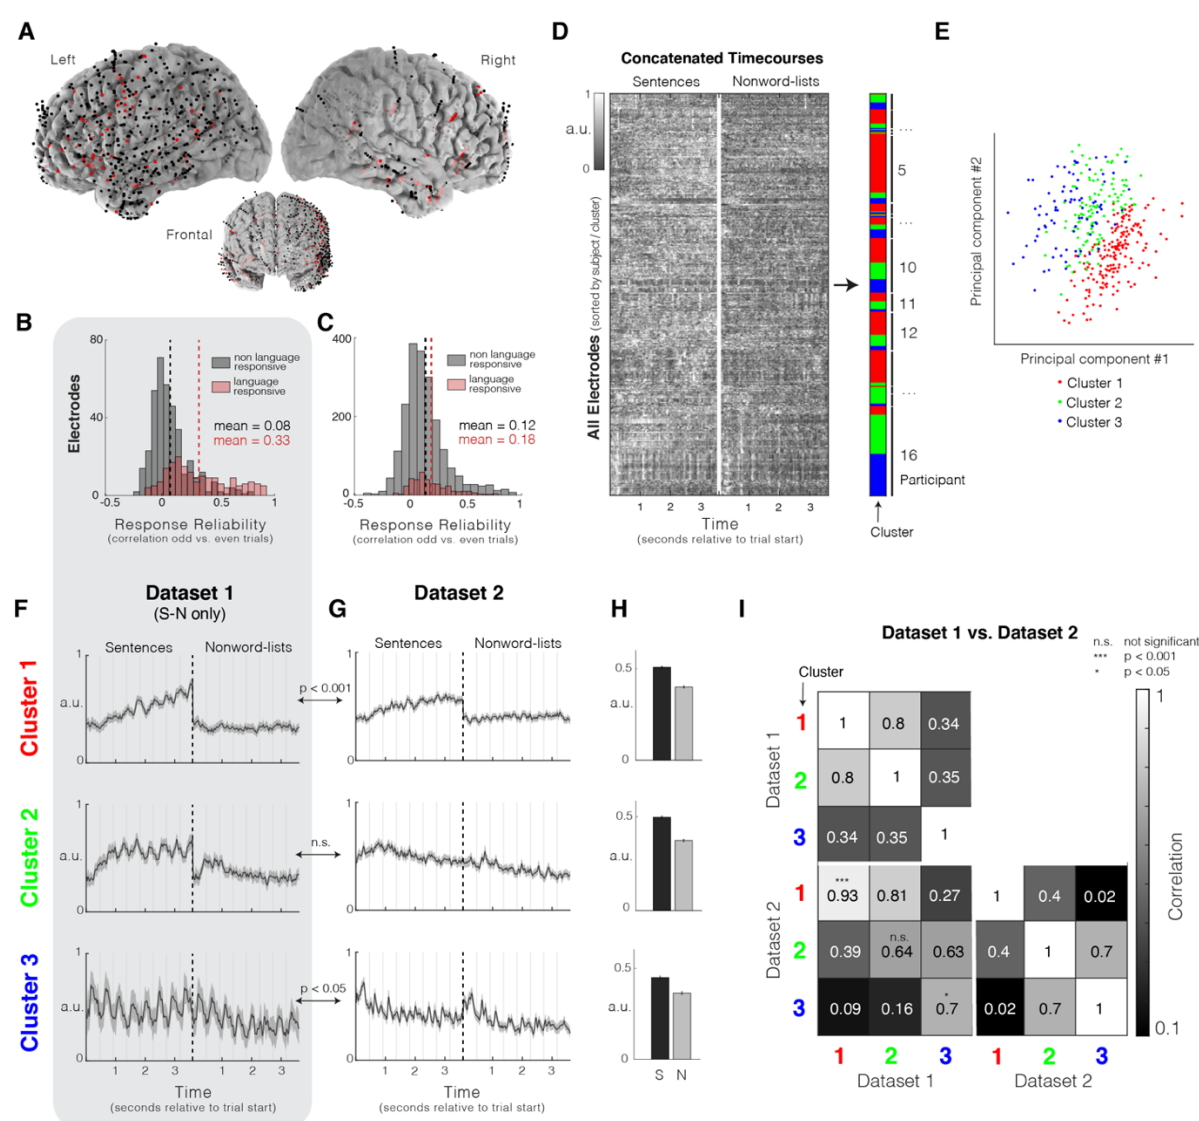 A
Left
Right
Frontal
B
80
40
0
Electrodes
non language
responsive
language
responsive
mean = 0.08
mean = 0.33
-0.5
0
0.5
1
Response Reliability
(correlation odd vs. even trials)
C
400
200
0
non language
responsive
language
responsive
mean = 0.12
mean = 0.18
-0.5
0
0.5
1
Response Reliability
(correlation odd vs. even trials)
D
Concatenated Timecourses
Sentences
Nonword-lists
1
a.u.
0
All Electrodes (sorted by subject / cluster)
1
2
3
1
2
3
Time
(seconds relative to trial start)
...
5
...
10
11
12
...
16
Participant
Cluster
E
Principal component #2
Principal component #1
Cluster 1
Cluster 2
Cluster 3
Dataset 1
(S-N only)
Dataset 2
F
Sentences
Nonword-lists
G
Sentences
Nonword-lists
H
Cluster 1
1
a.u.
0
p < 0.001
1
0
0.5
a.u.
0
Cluster 2
1
a.u.
0
n.s.
1
0
0.5
a.u.
0
Cluster 3
1
a.u.
0
p < 0.05
1
0
0.5
a.u.
0
1
2
3
1
2
3
Time
(seconds relative to trial start)
1
2
3
1
2
3
Time
(seconds relative to trial start)
S
N
I
Dataset 1 vs. Dataset 2
n.s. not significant
*** p < 0.001
* p < 0.05
Cluster
Dataset 1
1
1
0.8
0.34
2
0.8
1
0.35
3
0.34
0.35
1
Dataset 2
1
***
0.93
0.81
0.27
1
0.4
0.02
2
0.39
n.s.
0.64
0.63
0.4
1
0.7
3
0.09
0.16
*
0.7
0.02
0.7
1
1
2
3
1
2
3
Dataset 1
Dataset 2
1
Correlation
0.1